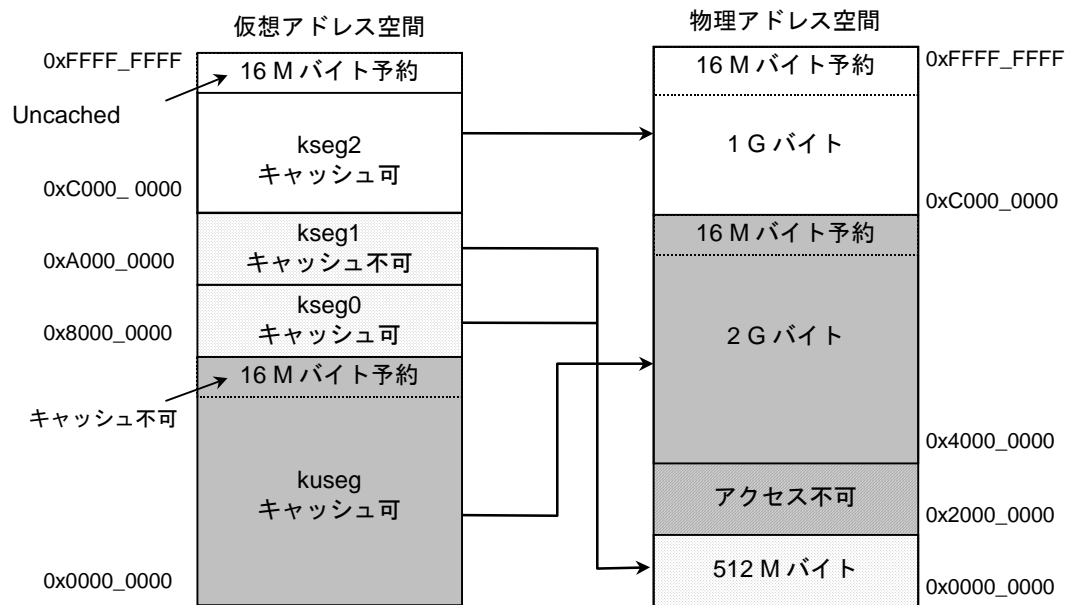 仮想アドレス空間
0xFFFF_FFFF
16 M バイト予約
Uncached
kseg2
キャッシュ可
0xC000_ 0000
kseg1
キャッシュ不可
0xA000_0000
kseg0
キャッシュ可
0x8000_0000
16 M バイト予約
キャッシュ不可
kuseg
キャッシュ可
0x0000_0000
物理アドレス空間
16 M バイト予約
0xFFFF_FFFF
1 G バイト
0xC000_0000
16 M バイト予約
2 G バイト
0x4000_0000
アクセス不可
0x2000_0000
512 M バイト
0x0000_0000